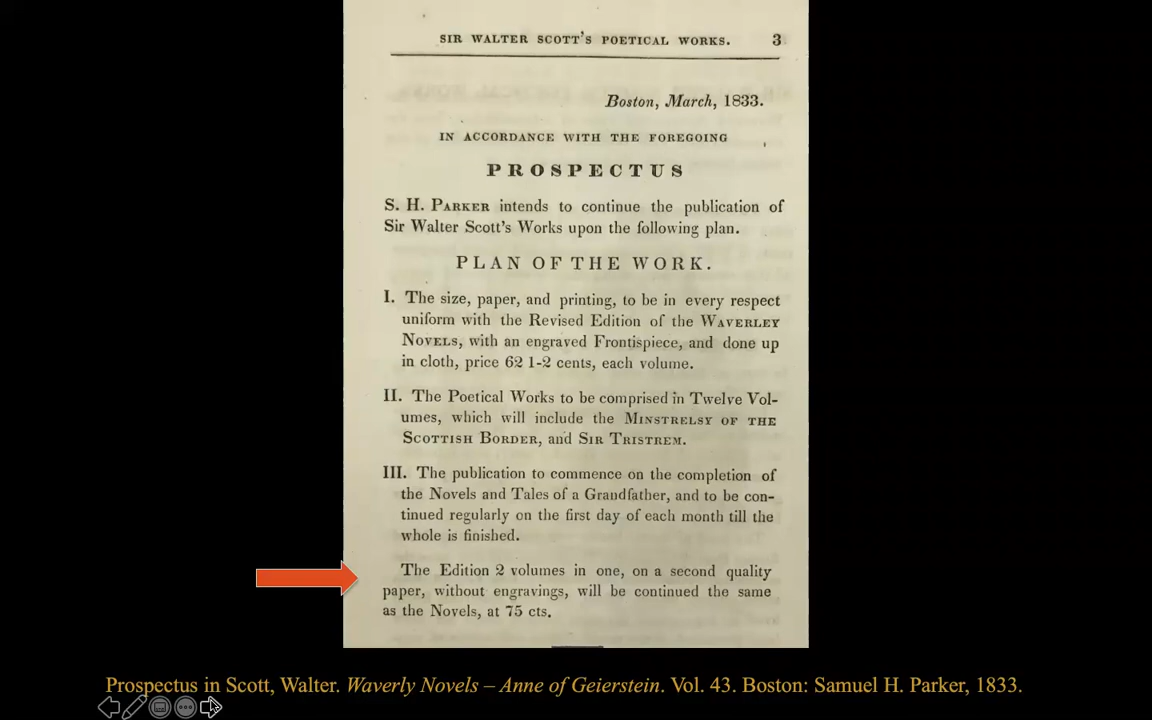 SIR WALTER SCOTT'S POETICAL WORKS. 3
Boston, March, 1833.
IN ACCORDANCE WITH THE FOREGOING
PROSPECTUS
S. H. PARKER intends to continue the publication of
Sir Walter Scott's Works upon the following plan.
PLAN OF THE WORK.
I. The size, paper, and printing, to be in every respect
uniform with the Revised Edition of the WAVERLEY
NOVELS, with an engraved Frontispiece, and done up
in cloth, price 62 1-2 cents, each volume.
II. The Poetical Works to be comprised in Twelve Vol-
umes, which will include the MINSTRELSY OF THE
SCOTTISH BORDER, and SIR TRISTREM.
III. The publication to commence on the completion of
the Novels and Tales of a Grandfather, and to be con-
tinued regularly on the first day of each month till the
whole is finished.
The Edition 2 volumes in one, on a second quality
paper, without engravings, will be continued the same
as the Novels, at 75 cts.
Prospectus in Scott, Walter. Waverly Novels – Anne of Geierstein. Vol. 43. Boston: Samuel H. Parker, 1833.